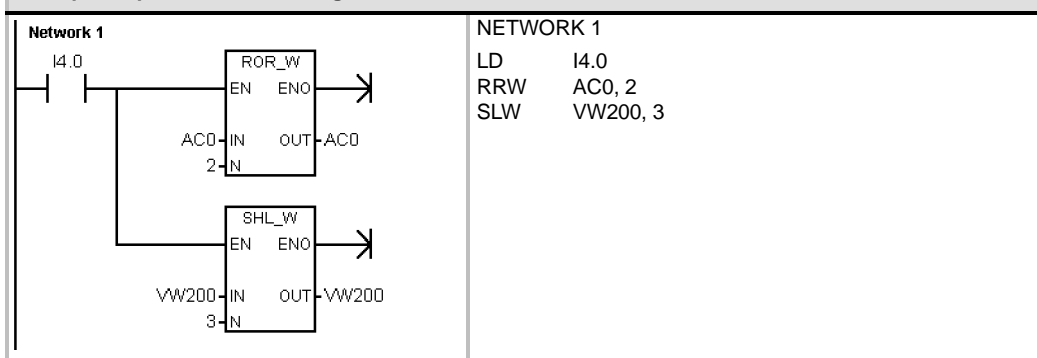 Network 1
I4.0
ROR_W
EN ENO
AC0 IN OUT AC0
2 N
SHL_W
EN ENO
VW200 IN OUT VW200
3 N
NETWORK 1
LD I4.0
RRW AC0, 2
SLW VW200, 3